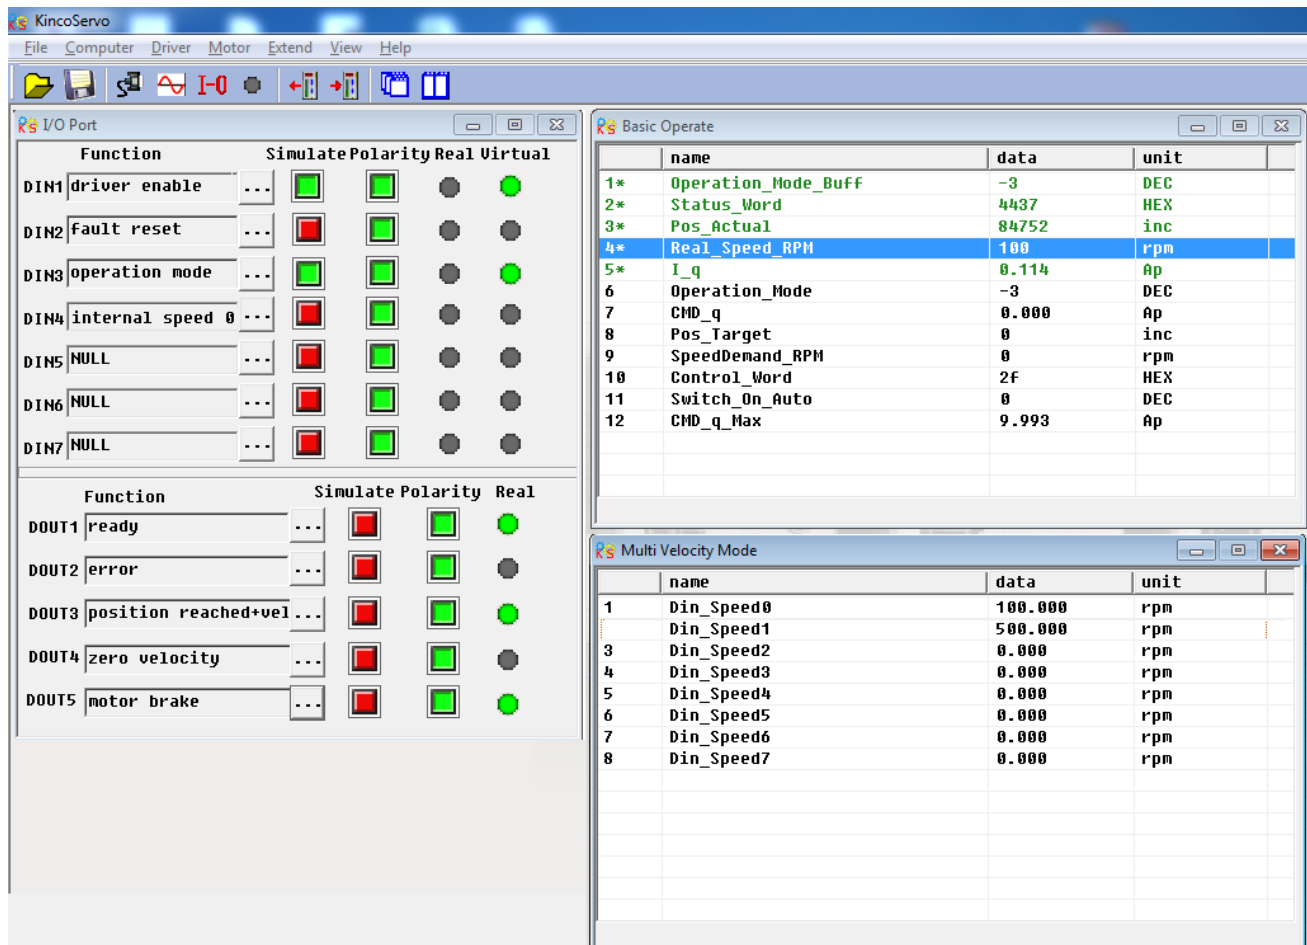 KincoServo
File Computer Driver Motor Extend View Help
I-O
I/O Port
Function Simulate Polarity Real Virtual
DIN1 driver enable ...
DIN2 fault reset ...
DIN3 operation mode ...
DIN4 internal speed 0 ...
DIN5 NULL ...
DIN6 NULL ...
DIN7 NULL ...
Function Simulate Polarity Real
DOUT1 ready ...
DOUT2 error ...
DOUT3 position reached+vel ...
DOUT4 zero velocity ...
DOUT5 motor brake ...
Basic Operate
name data unit
1* Operation_Mode_Buff -3 DEC
2* Status_Word 4437 HEX
3* Pos_Actual 84752 inc
4* Real_Speed_RPM 100 rpm
5* I_q 0.114 Ap
6 Operation_Mode -3 DEC
7 CMD_q 0.000 Ap
8 Pos_Target 0 inc
9 SpeedDemand_RPM 0 rpm
10 Control_Word 2f HEX
11 Switch_On_Auto 0 DEC
12 CMD_q_Max 9.993 Ap
Multi Velocity Mode
name data unit
1 Din_Speed0 100.000 rpm
Din_Speed1 500.000 rpm
3 Din_Speed2 0.000 rpm
4 Din_Speed3 0.000 rpm
5 Din_Speed4 0.000 rpm
6 Din_Speed5 0.000 rpm
7 Din_Speed6 0.000 rpm
8 Din_Speed7 0.000 rpm